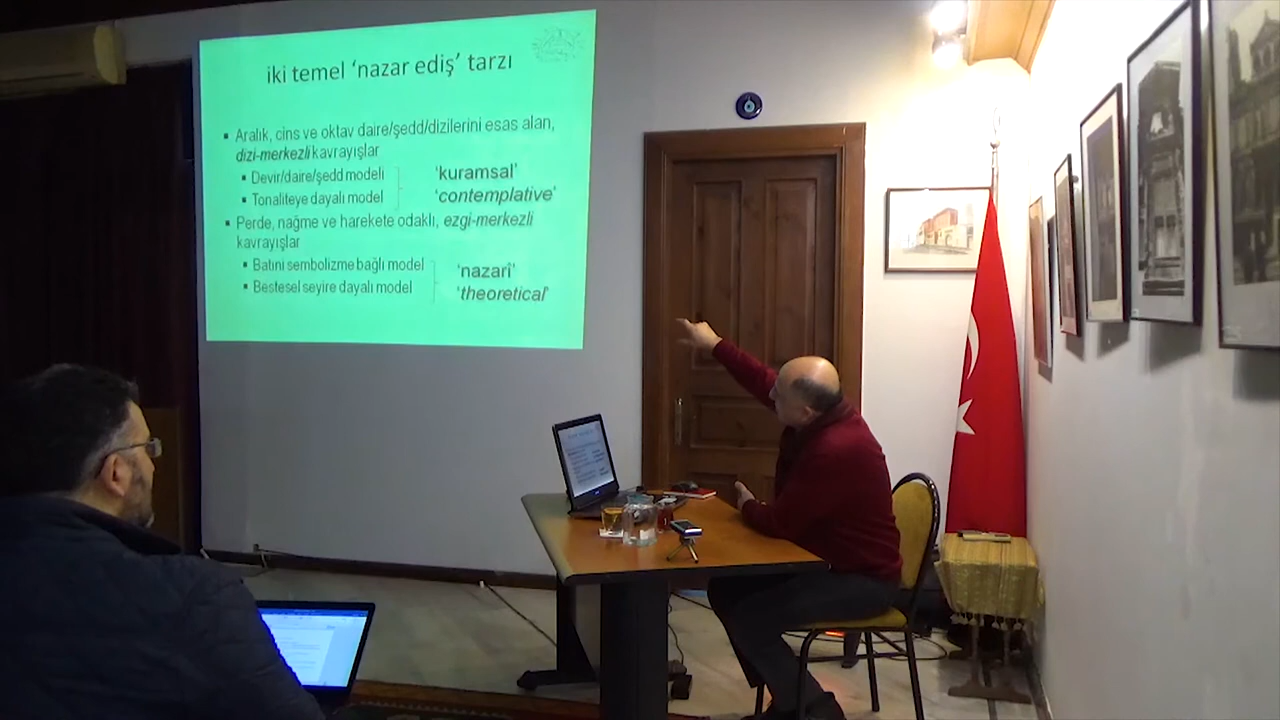 iki temel ‘nazar ediş’ tarzı
▪ Aralık, cins ve oktav daire/şedd/dizilerini esas alan,
dizi-merkezli kavrayışlar
▪ Devir/daire/şedd modeli
▪ Tonaliteye dayalı model
‘kuramsal’
‘contemplative’
▪ Perde, nağme ve harekete odaklı, ezgi-merkezli
kavrayışlar
▪ Batıni sembolizme bağlı model
▪ Bestesel seyire dayalı model
‘nazarî’
‘theoretical’